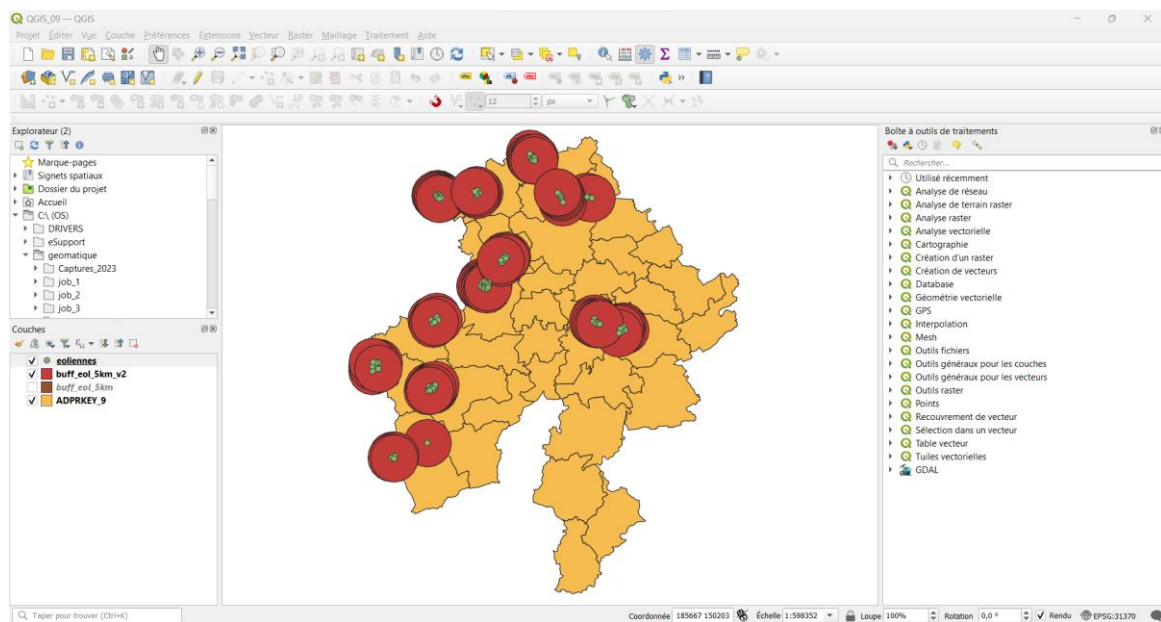 QGIS_09 — QGIS
Projet Éditer Vue Couche Préférences Extensions Vecteur Raster Maillage Traitement Aide
12 px
Explorateur (2)
Marque-pages
Signets spatiaux
Dossier du projet
Accueil
C:\ (OS)
DRIVERS
eSupport
geomatique
Captures_2023
job_1
job_2
job_3
Couches
eoliennes
buff_eol_5km_v2
buff_eol_5km
ADPRKEY_9
Boîte à outils de traitements
Rechercher...
Utilisé récemment
Analyse de réseau
Analyse de terrain raster
Analyse raster
Analyse vectorielle
Cartographie
Création d'un raster
Création de vecteurs
Database
Géométrie vectorielle
GPS
Interpolation
Mesh
Outils fichiers
Outils généraux pour les couches
Outils généraux pour les vecteurs
Outils raster
Points
Recouvrement de vecteur
Sélection dans un vecteur
Table vecteur
Tuiles vectorielles
GDAL
Taper pour trouver (Ctrl+K)
Coordonnée 185667 150203 Échelle 1:598352 Loupe 100% Rotation 0,0 ° Rendu EPSG:31370